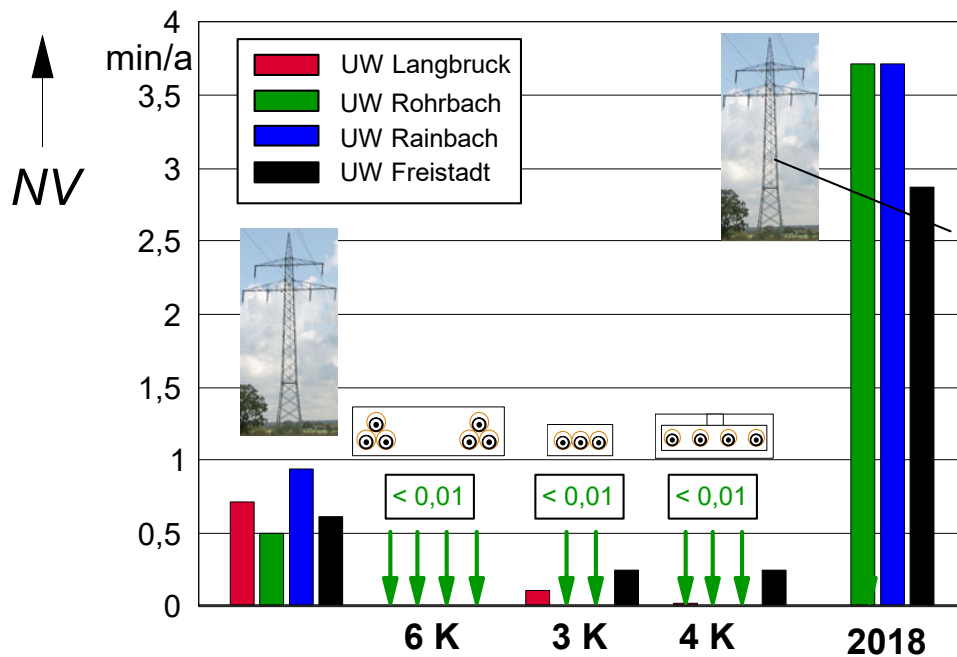 4
min/a
3,5
3
2,5
2
1,5
1
0,5
0
NV
UW Langbruck
UW Rohrbach
UW Rainbach
UW Freistadt
< 0,01
< 0,01
< 0,01
6 K
3 K
4 K
2018